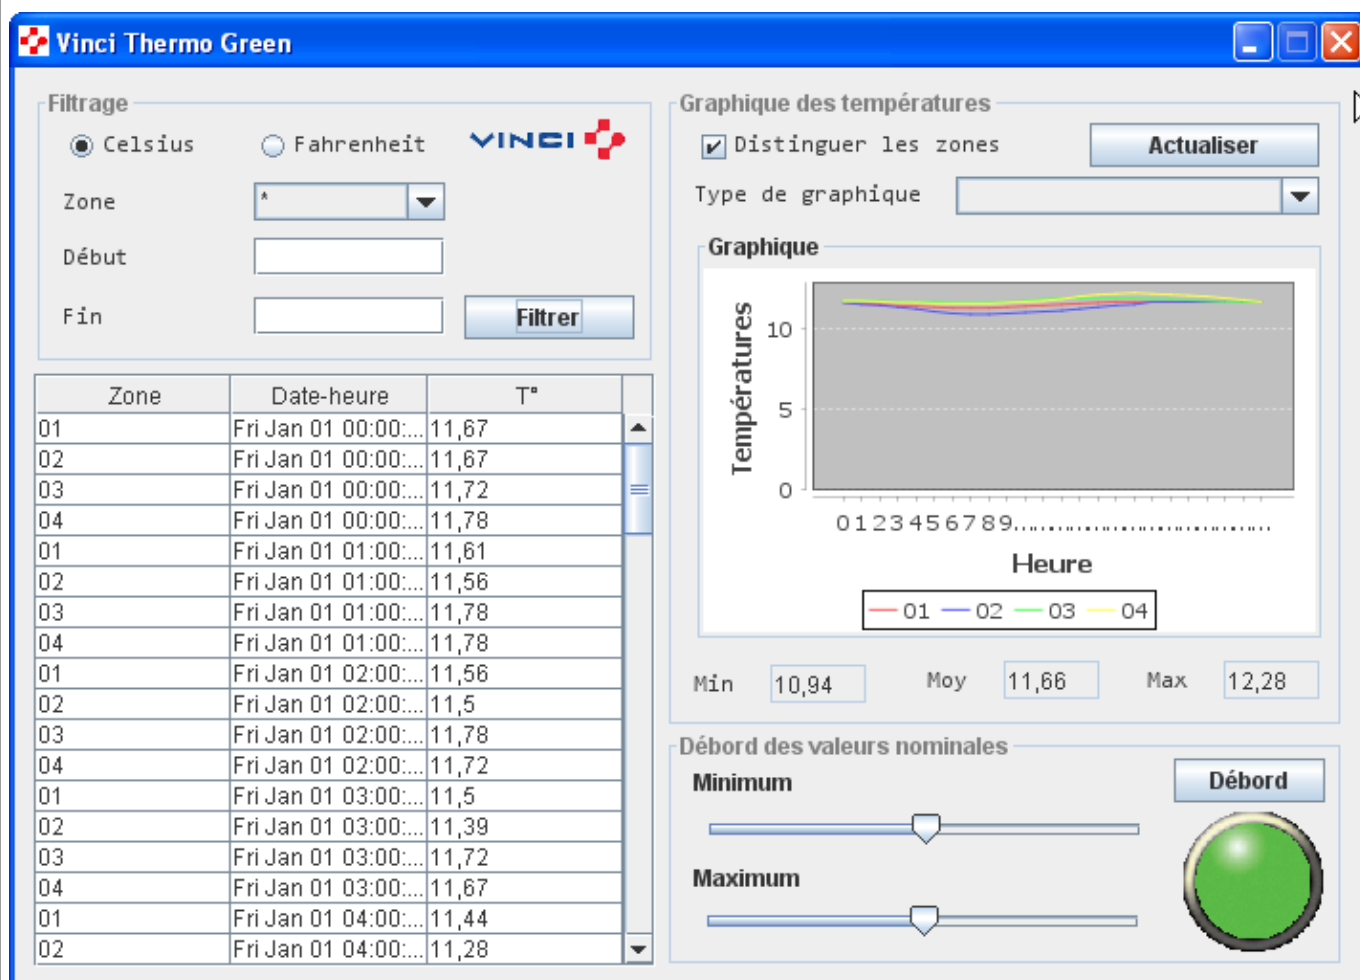 Vinci Thermo Green
Filtrage
Celsius Fahrenheit VINCI
Zone *
Début
Fin Filtrer
Zone Date-heure T°
01 Fri Jan 01 00:00:... 11,67
02 Fri Jan 01 00:00:... 11,67
03 Fri Jan 01 00:00:... 11,72
04 Fri Jan 01 00:00:... 11,78
01 Fri Jan 01 01:00:... 11,61
02 Fri Jan 01 01:00:... 11,56
03 Fri Jan 01 01:00:... 11,78
04 Fri Jan 01 01:00:... 11,78
01 Fri Jan 01 02:00:... 11,56
02 Fri Jan 01 02:00:... 11,5
03 Fri Jan 01 02:00:... 11,78
04 Fri Jan 01 02:00:... 11,72
01 Fri Jan 01 03:00:... 11,5
02 Fri Jan 01 03:00:... 11,39
03 Fri Jan 01 03:00:... 11,72
04 Fri Jan 01 03:00:... 11,67
01 Fri Jan 01 04:00:... 11,44
02 Fri Jan 01 04:00:... 11,28
Graphique des températures
Distinguer les zones Actualiser
Type de graphique
Graphique
Températures
10
5
0
0 1 2 3 4 5 6 7 8 9...
Heure
01 02 03 04
Min 10,94 Moy 11,66 Max 12,28
Débord des valeurs nominales
Minimum Débord
Maximum